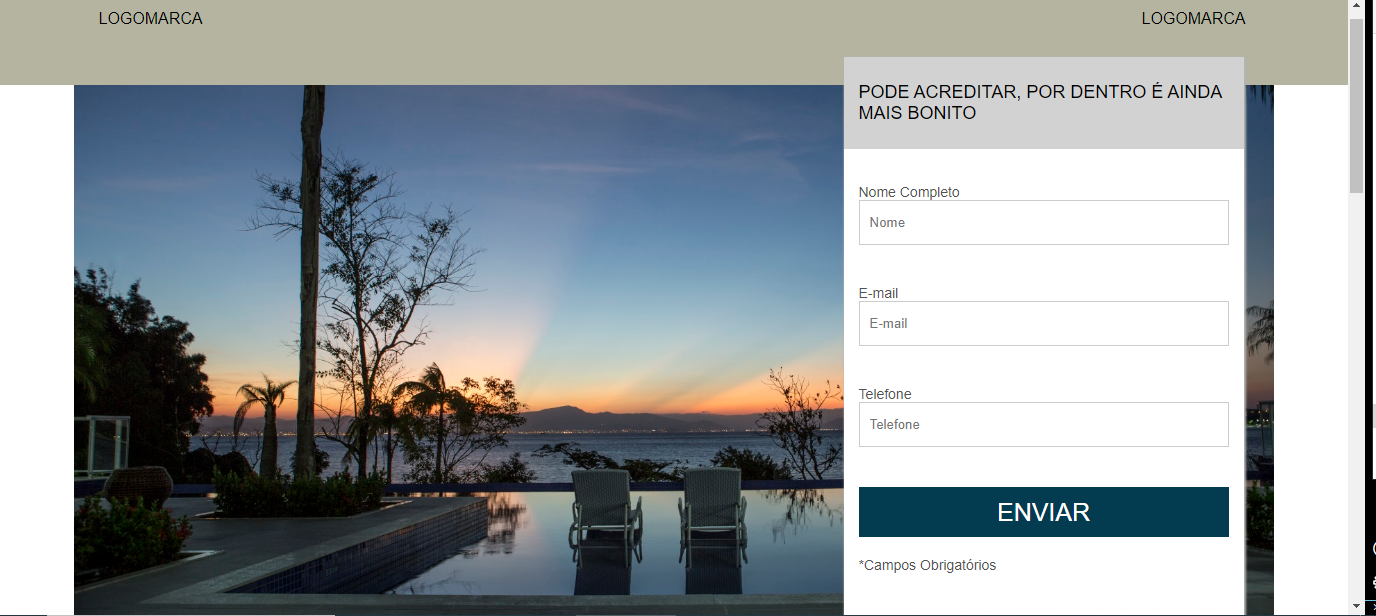 LOGOMARCA
LOGOMARCA
PODE ACREDITAR, POR DENTRO É AINDA
MAIS BONITO
Nome Completo
Nome
E-mail
E-mail
Telefone
Telefone
ENVIAR
*Campos Obrigatórios